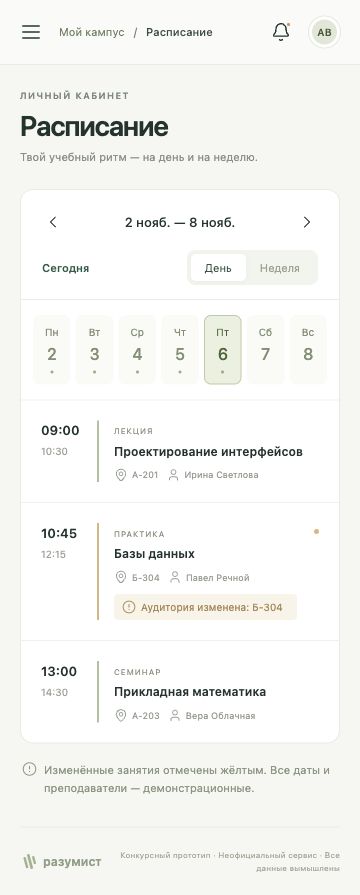 Мой кампус / Расписание
АВ
ЛИЧНЫЙ КАБИНЕТ
Расписание
Твой учебный ритм — на день и на неделю.
2 нояб. — 8 нояб.
Сегодня
День
Неделя
Пн Вт Ср Чт Пт Сб Вс
2 3 4 5 6 7 8
09:00
10:30
ЛЕКЦИЯ
Проектирование интерфейсов
А-201 Ирина Светлова
10:45
12:15
ПРАКТИКА
Базы данных
Б-304 Павел Речной
Аудитория изменена: Б-304
13:00
14:30
СЕМИНАР
Прикладная математика
А-203 Вера Облачная
Изменённые занятия отмечены жёлтым. Все даты и
преподаватели — демонстрационные.
разумист
Конкурсный прототип · Неофициальный сервис · Все
данные вымышлены